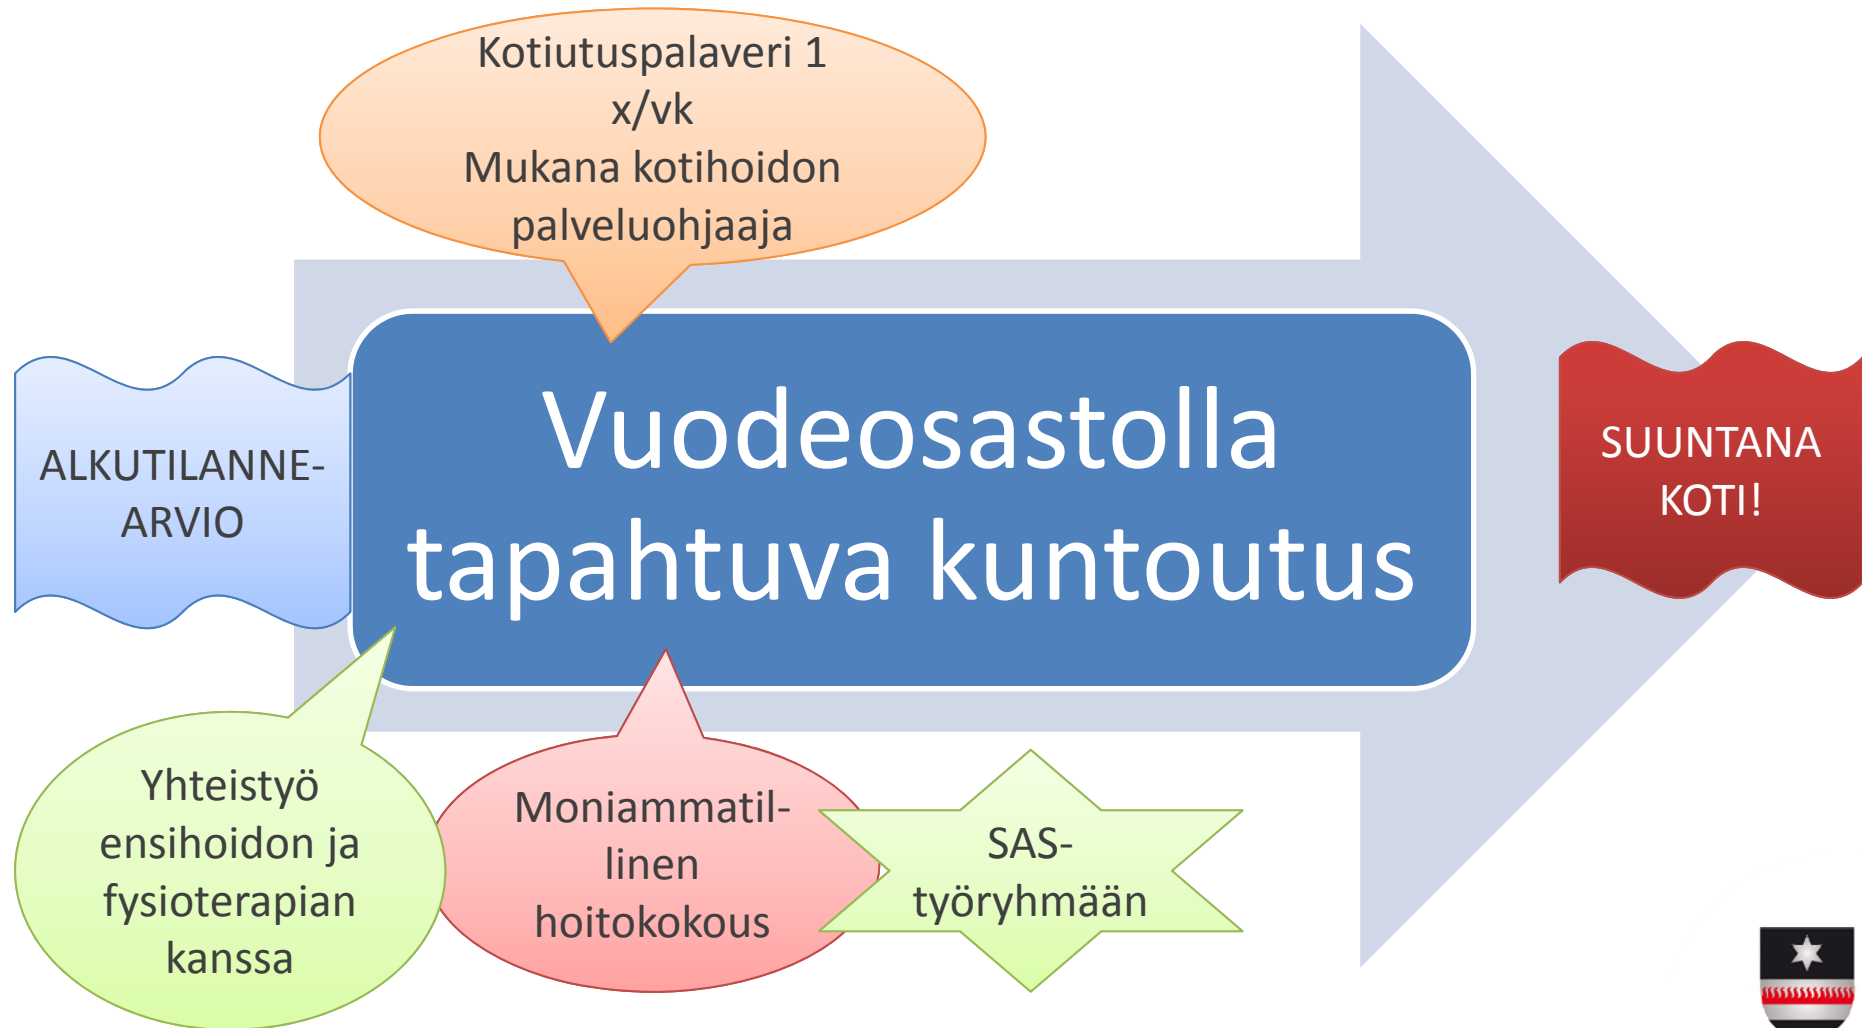 Kotiutuspalaveri 1
x/vk
Mukana kotihoidon
palveluohjaaja
ALKUTILANNE-
ARVIO
Vuodeosastolla
tapahtuva kuntoutus
SUUNTANA
KOTI!
Yhteistyö
ensihoidon ja
fysioterapian
kanssa
Moniammatil-
linen
hoitokokous
SAS-
työryhmään